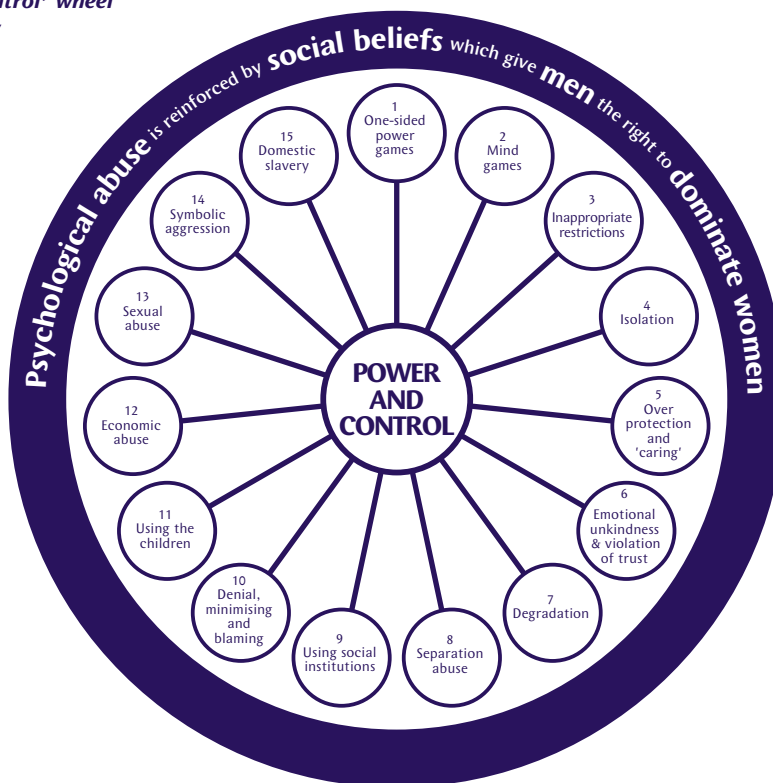 wheel
Psychological abuse is reinforced by social beliefs which give men the right to dominate women
1
One-sided
power
games
2
Mind
games
3
Inappropriate
restrictions
4
Isolation
5
Over
protection
and
'caring'
6
Emotional
unkindness
& violation
of trust
7
Degradation
8
Separation
abuse
9
Using social
institutions
10
Denial,
minimising
and
blaming
11
Using the
children
12
Economic
abuse
13
Sexual
abuse
14
Symbolic
aggression
15
Domestic
slavery
POWER
AND
CONTROL